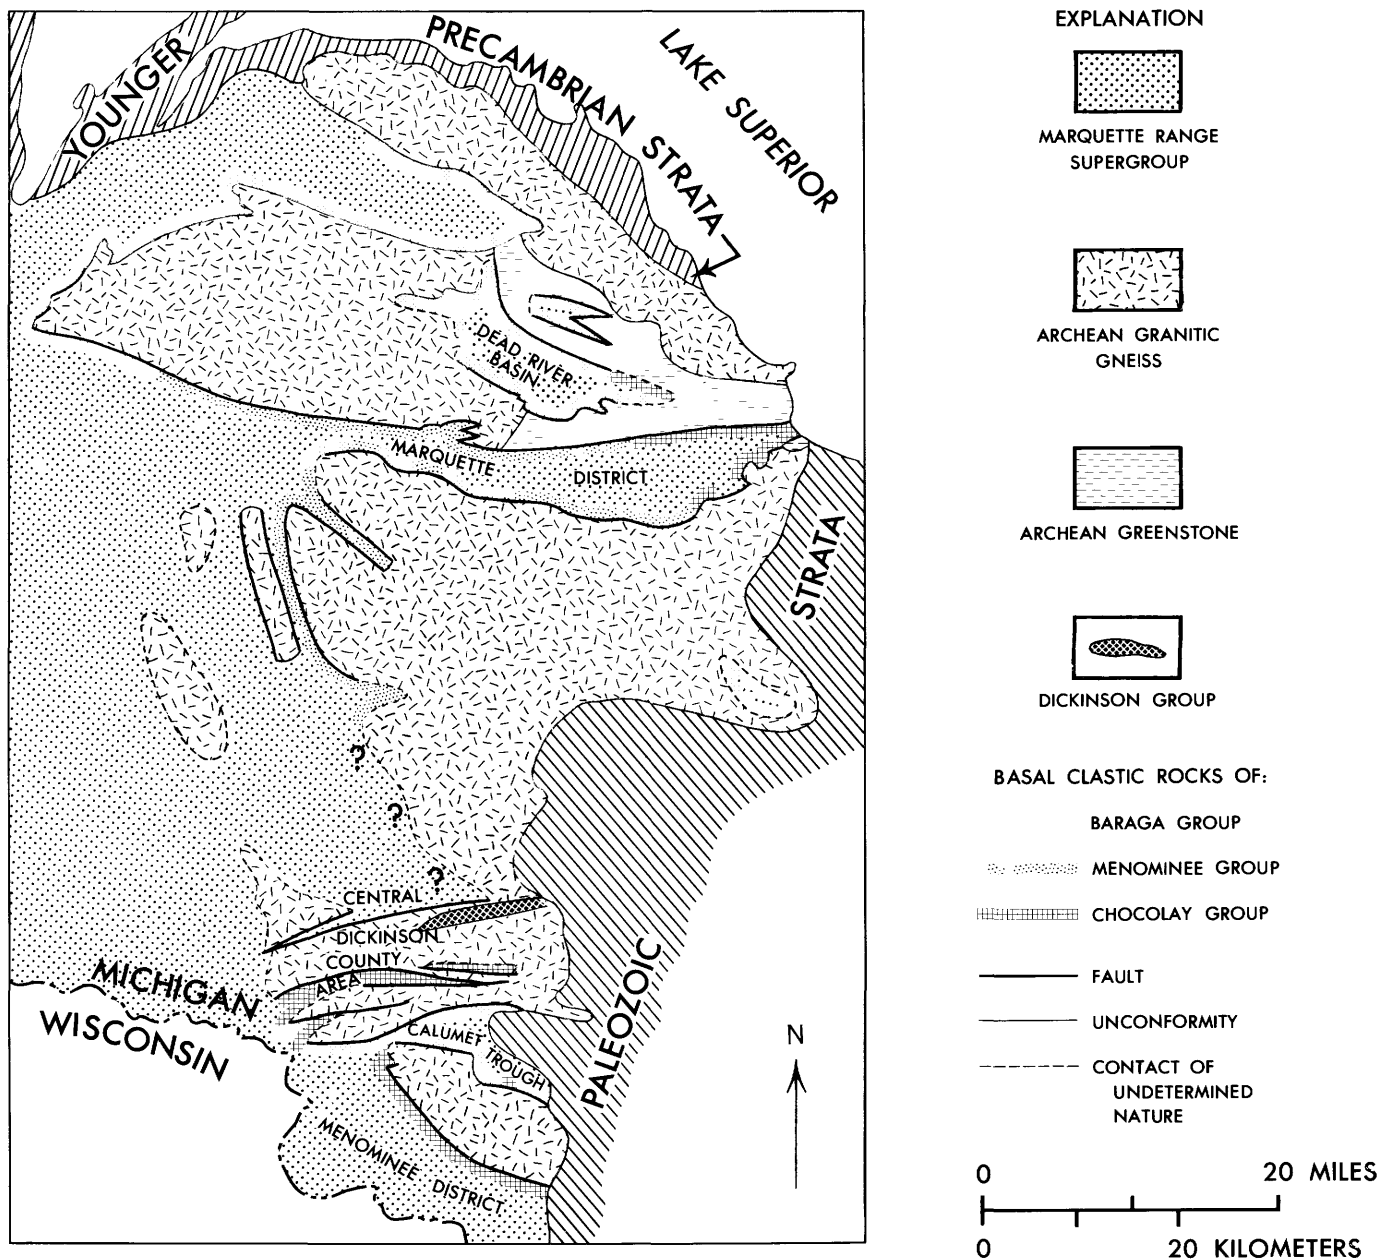 YOUNGER
PRECAMBRIAN STRATA
LAKE SUPERIOR
DEAD RIVER
BASIN
MARQUETTE
DISTRICT
STRATA
?
?
?
CENTRAL
DICKINSON
COUNTY
AREA
MICHIGAN
WISCONSIN
CALUMET
TROUGH
PALEOZOIC
MENOMINEE DISTRICT
N
EXPLANATION
MARQUETTE RANGE
SUPERGROUP
ARCHEAN GRANITIC
GNEISS
ARCHEAN GREENSTONE
DICKINSON GROUP
BASAL CLASTIC ROCKS OF:
BARAGA GROUP
MENOMINEE GROUP
CHOCOLAY GROUP
FAULT
UNCONFORMITY
CONTACT OF
UNDETERMINED
NATURE
0 20 MILES
0 20 KILOMETERS